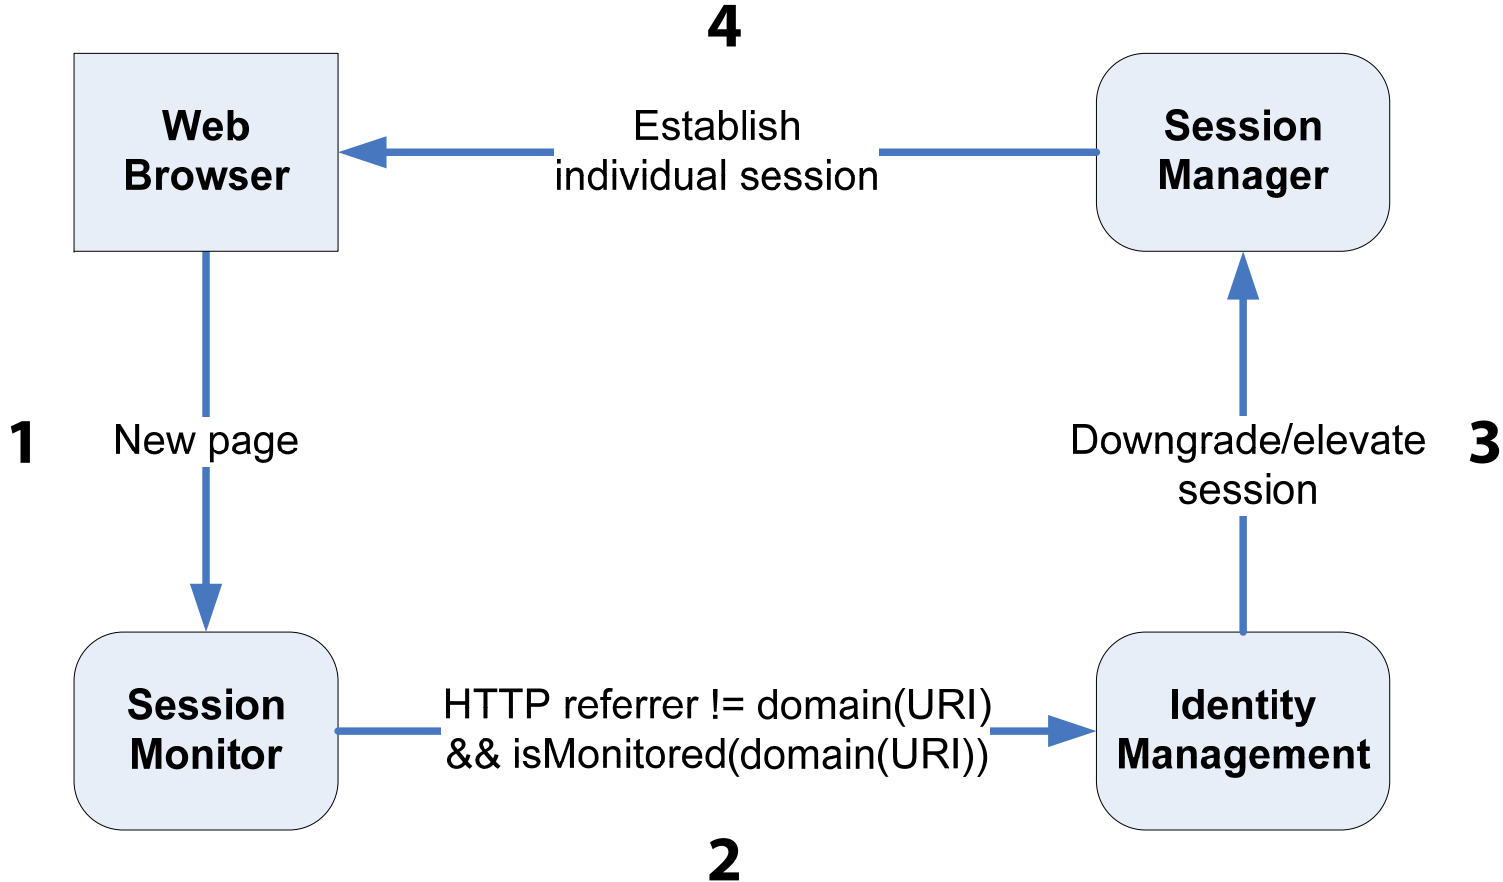 4
Web
Browser
Establish
individual session
Session
Manager
1
New page
Downgrade/elevate
session
3
Session
Monitor
HTTP referrer != domain(URI)
&& isMonitored(domain(URI))
Identity
Management
2